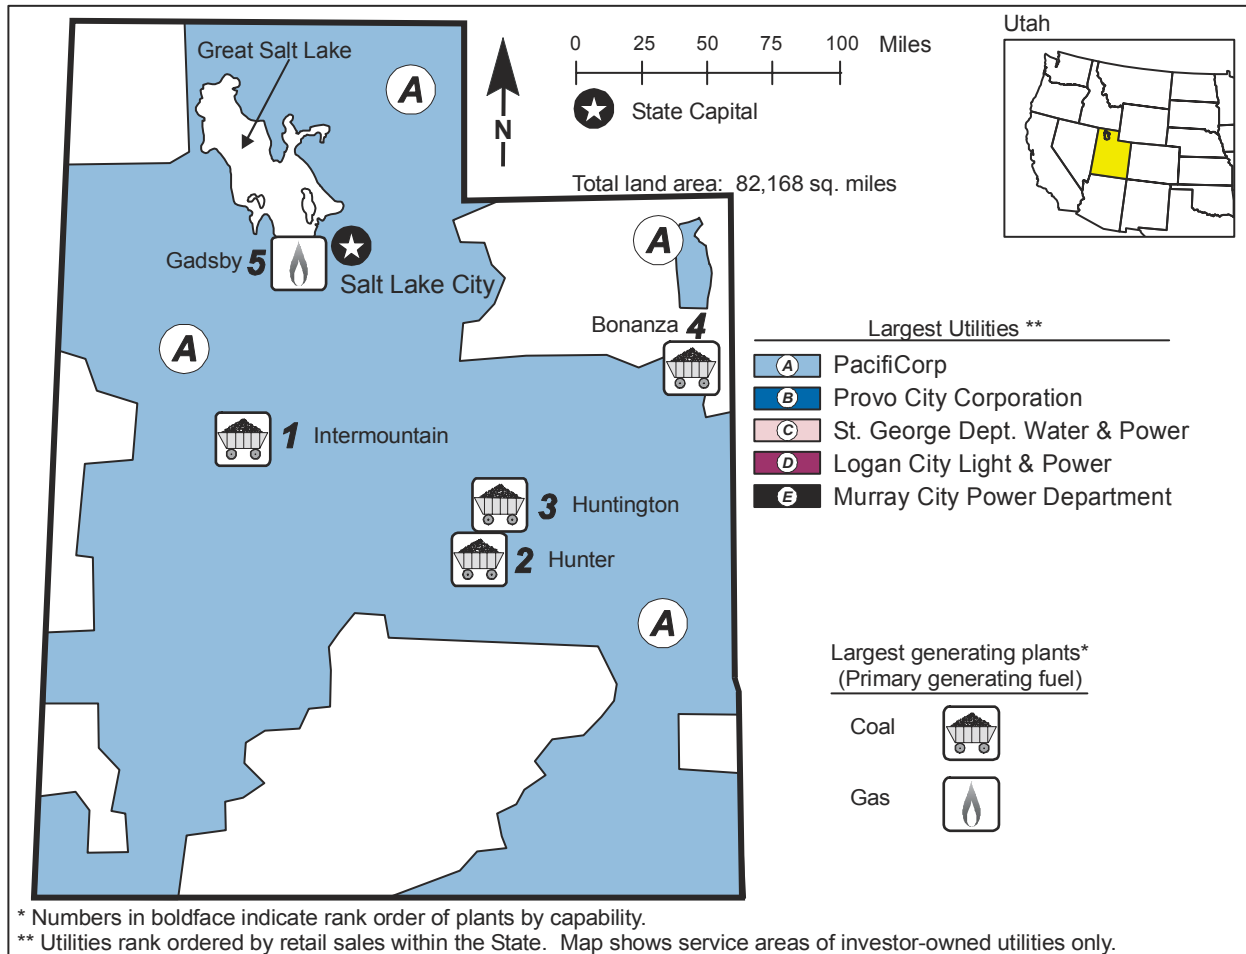 Utah
0 25 50 75 100 Miles
Great Salt Lake
A
N
State Capital
Total land area: 82,168 sq. miles
A
Gadsby 5
Salt Lake City
Bonanza 4
A
Largest Utilities **
A PacifiCorp
B Provo City Corporation
C St. George Dept. Water & Power
D Logan City Light & Power
E Murray City Power Department
1 Intermountain
3 Huntington
2 Hunter
A
Largest generating plants*
(Primary generating fuel)
Coal
Gas
* Numbers in boldface indicate rank order of plants by capability.
** Utilities rank ordered by retail sales within the State. Map shows service areas of investor-owned utilities only.